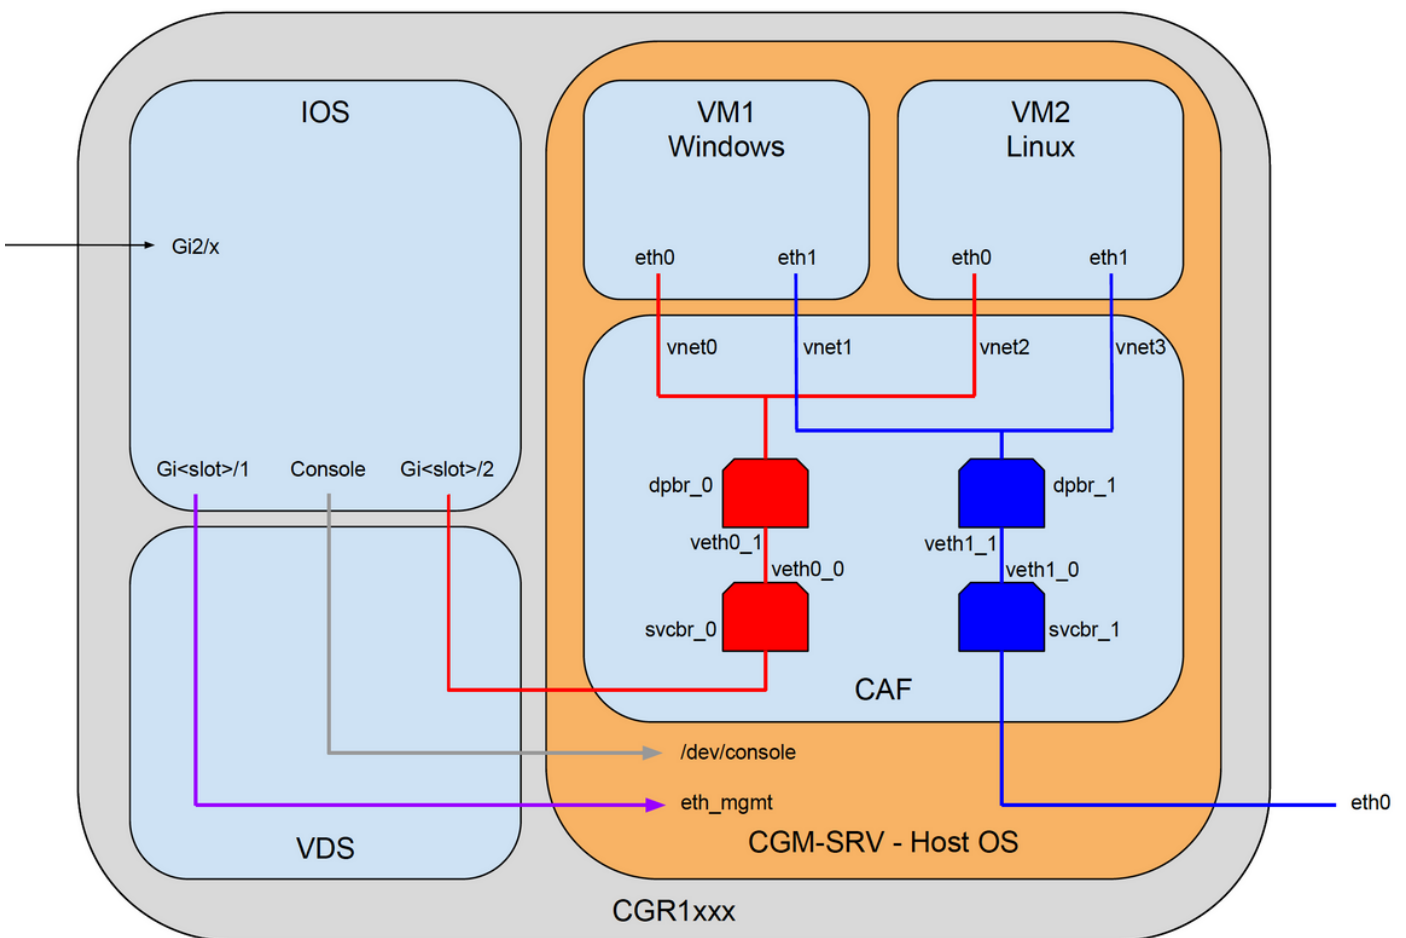 IOS
VM1
Windows
VM2
Linux
Gi2/x
eth0
eth1
eth0
eth1
vnet0
vnet1
vnet2
vnet3
Gi<slot>/1
Console
Gi<slot>/2
dpbr_0
dpbr_1
veth0_1
veth1_1
veth0_0
veth1_0
svcbr_0
svcbr_1
CAF
/dev/console
eth_mgmt
eth0
VDS
CGM-SRV - Host OS
CGR1xxx